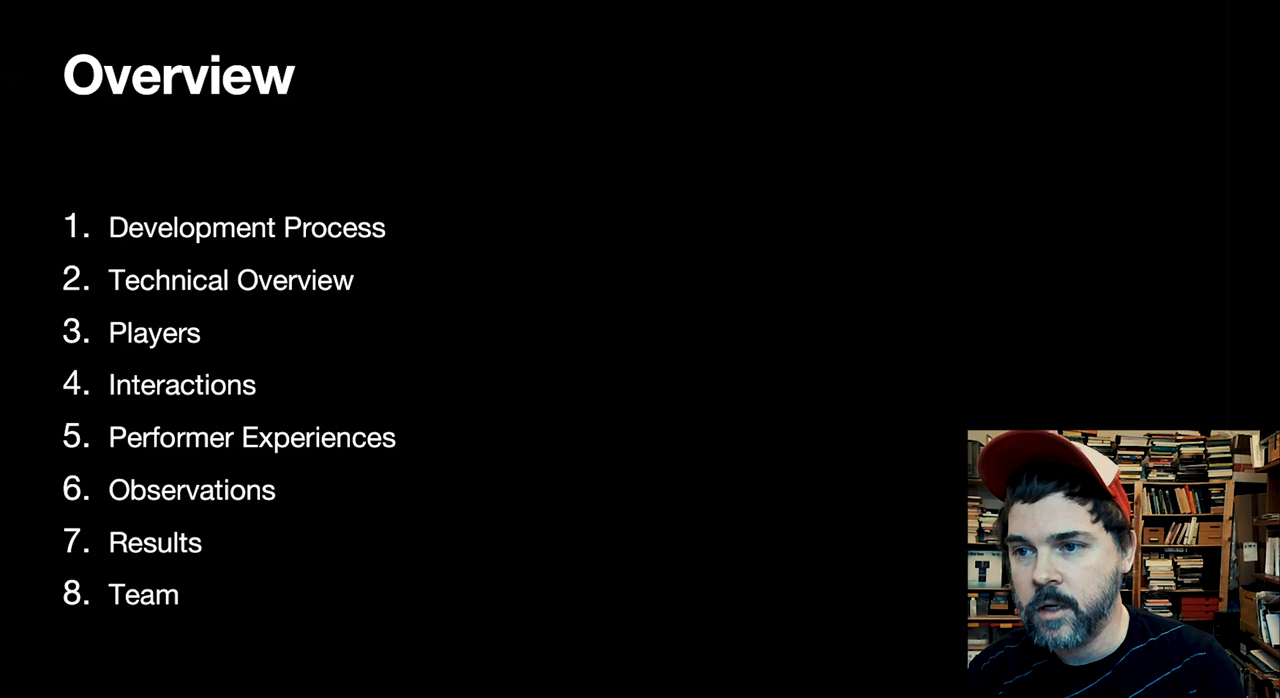 Overview
1. Development Process
2. Technical Overview
3. Players
4. Interactions
5. Performer Experiences
6. Observations
7. Results
8. Team